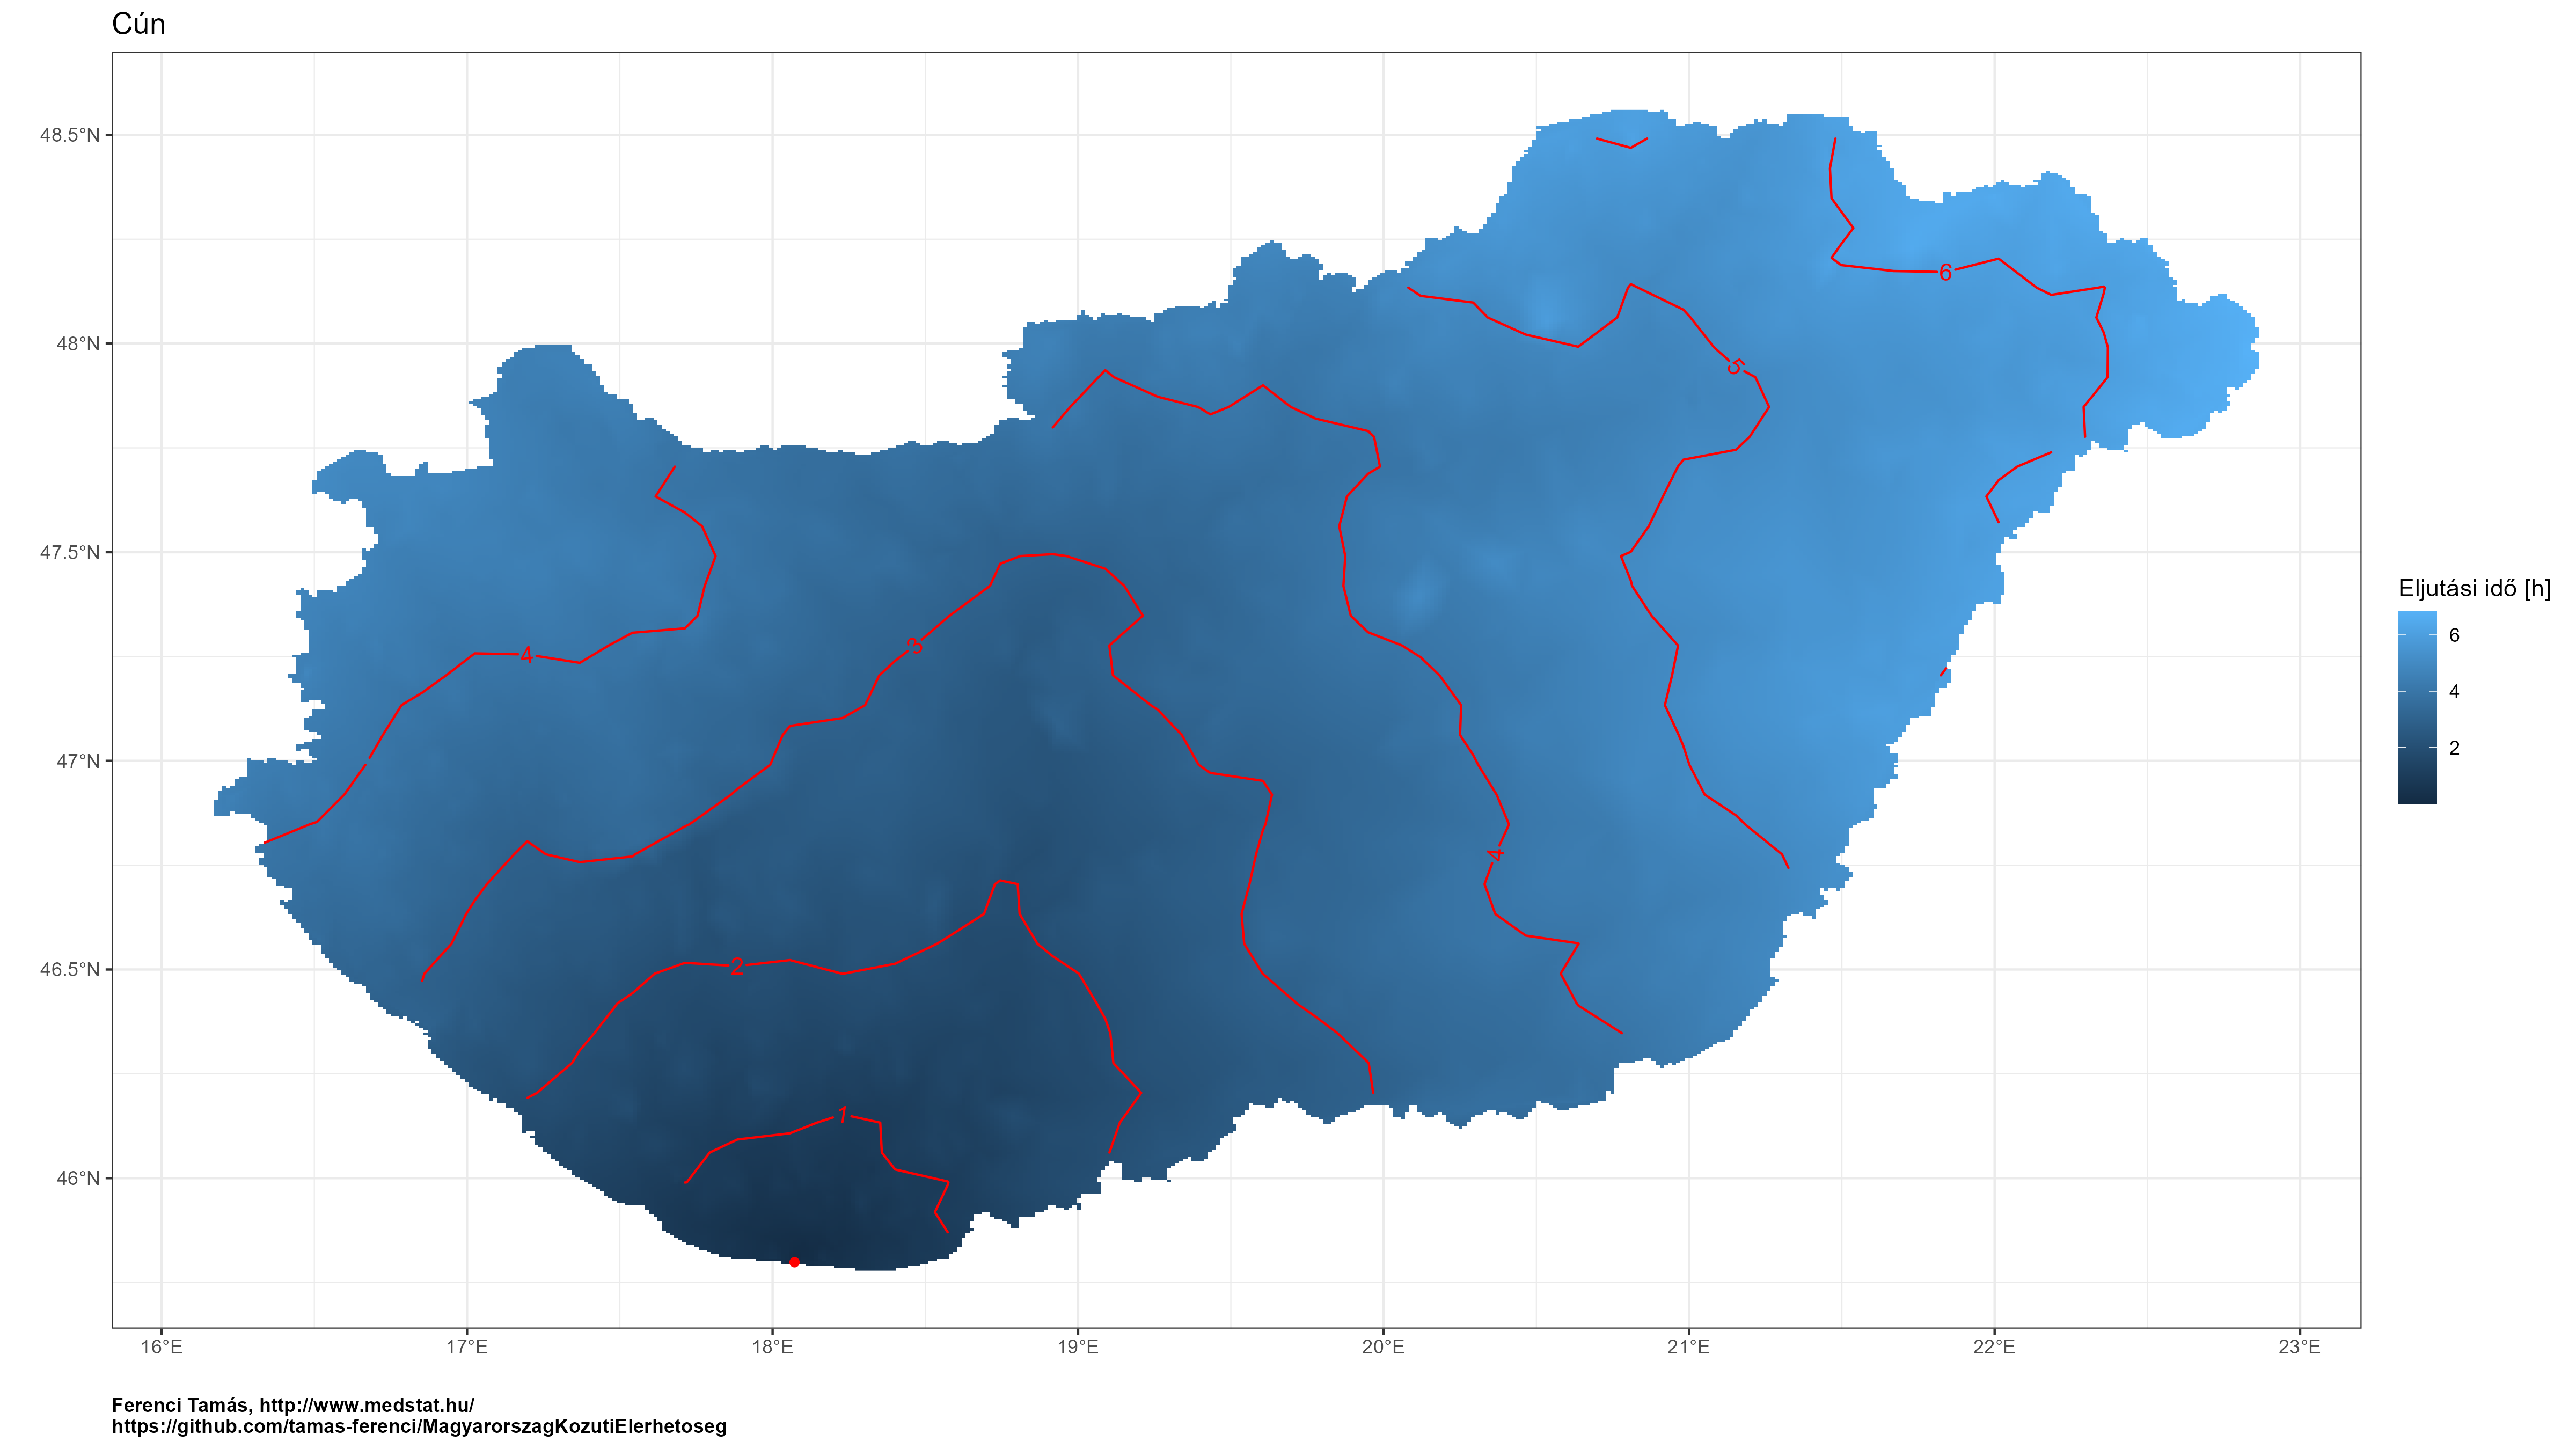 Cún
48.5°N
48°N
47.5°N
47°N
46.5°N
46°N
16°E
17°E
18°E
19°E
20°E
21°E
22°E
23°E
6
5
4
3
4
2
1
Eljutási idő [h]
6
4
2
Ferenci Tamás, http://www.medstat.hu/
https://github.com/tamas-ferenci/MagyarorszagKozutiElerhetoseg